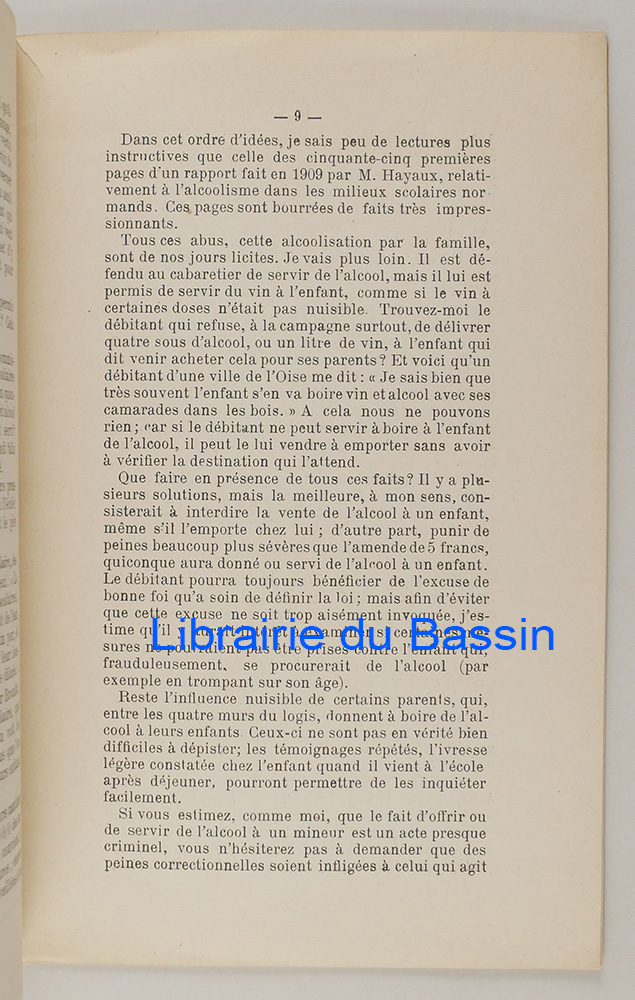 — 9 —
Dans cet ordre d'idées, je sais peu de lectures plus
instructives que celle des cinquante-cinq premières
pages d'un rapport fait en 1909 par M. Hayaux, relati-
vement à l'alcoolisme dans les milieux scolaires nor
mands. Ces pages sont bourrées de faits très impres-
sionnants.
Tous ces abus, cette alcoolisation par la famille,
sont de nos jours licites. Je vais plus loin. Il est dé-
fendu au cabaretier de servir de l'alcool, mais il lui est
permis de servir du vin à l'enfant, comme si le vin à
certaines doses n'était pas nuisible. Trouvez-moi le
débitant qui refuse, à la campagne surtout, de délivrer
quatre sous d'alcool, ou un litre de vin, à l'enfant qui
dit venir acheter cela pour ses parents? Et voici qu'un
débitant d'une ville de l'Oise me dit : « Je sais bien que
très souvent l'enfant s'en va boire vin et alcool avec ses
camarades dans les bois. » A cela nous ne pouvons
rien ; car si le débitant ne peut servir à boire à l'enfant
de l'alcool, il peut le lui vendre à emporter sans avoir
à vérifier la destination qui l'attend.
Que faire en présence de tous ces faits? Il y a plu-
sieurs solutions, mais la meilleure, à mon sens, con-
sisterait à interdire la vente de l'alcool à un enfant,
même s'il l'emporte chez lui ; d'autre part, punir de
peines beaucoup plus sévères que l'amende de 5 francs,
quiconque aura donné ou servi de l'alcool à un enfant.
Le débitant pourra toujours bénéficier de l'excuse de
bonne foi qu'a soin de définir la loi ; mais afin d'éviter
que cette excuse ne soit trop aisément invoquée, j'es-
time qu'il y aurait intérêt à examiner si certaines me-
Librairie du Bassin
sures ne pourraient pas être prises contre l'enfant qui,
frauduleusement, se procurerait de l'alcool (par
exemple en trompant sur son âge).
Reste l'influence nuisible de certains parents, qui,
entre les quatre murs du logis, donnent à boire de l'al-
cool à leurs enfants. Ceux-ci ne sont pas en vérité bien
difficiles à dépister; les témoignages répétés, l'ivresse
légère constatée chez l'enfant quand il vient à l'école
après déjeuner, pourront permettre de les inquiéter
facilement.
Si vous estimez, comme moi, que le fait d'offrir ou
de servir de l'alcool à un mineur est un acte presque
criminel, vous n'hésiterez pas à demander que des
peines correctionnelles soient infligées à celui qui agit